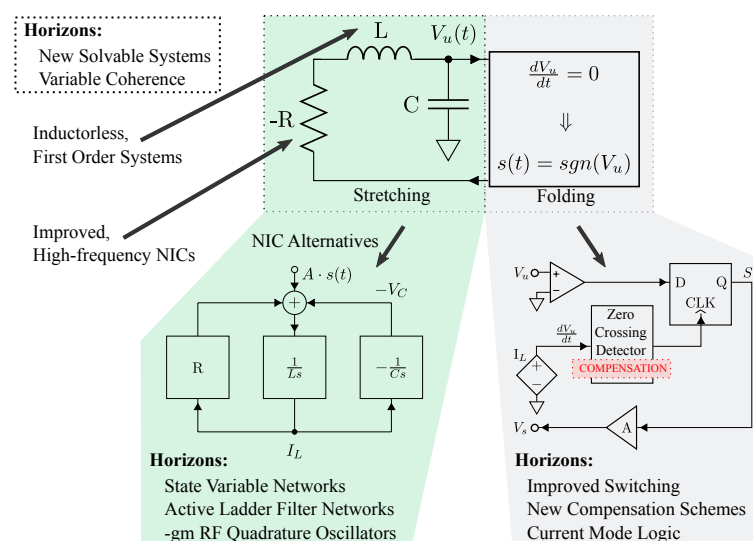 Horizons:
New Solvable Systems
Variable Coherence
L
V_u(t)
C
-R
dV_u/dt = 0
⇓
s(t) = sgn(V_u)
Inductorless,
First Order Systems
Stretching
Folding
Improved,
High-frequency NICs
NIC Alternatives
A · s(t)
-V_C
+
R
1/Ls
-1/Cs
I_L
V_u
+
−
D
Q
S
CLK
dV_u/dt
Zero
Crossing
Detector
COMPENSATION
I_L
+
−
V_s
A
Horizons:
State Variable Networks
Active Ladder Filter Networks
-gm RF Quadrature Oscillators
Horizons:
Improved Switching
New Compensation Schemes
Current Mode Logic